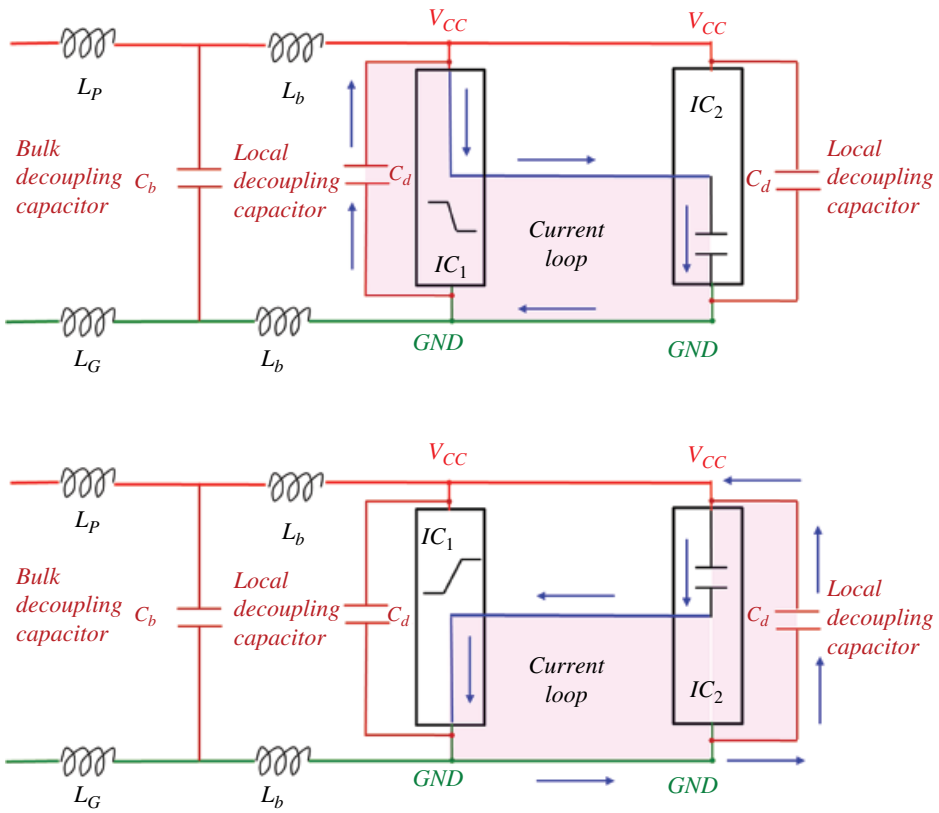 V_CC
V_CC
L_P
L_b
IC_2
Bulk
decoupling
capacitor
C_b
Local
decoupling
capacitor
C_d
Current
loop
IC_1
C_d
Local
decoupling
capacitor
L_G
L_b
GND
GND
V_CC
V_CC
L_P
L_b
IC_1
Bulk
decoupling
capacitor
C_b
Local
decoupling
capacitor
C_d
Current
loop
IC_2
C_d
Local
decoupling
capacitor
L_G
L_b
GND
GND